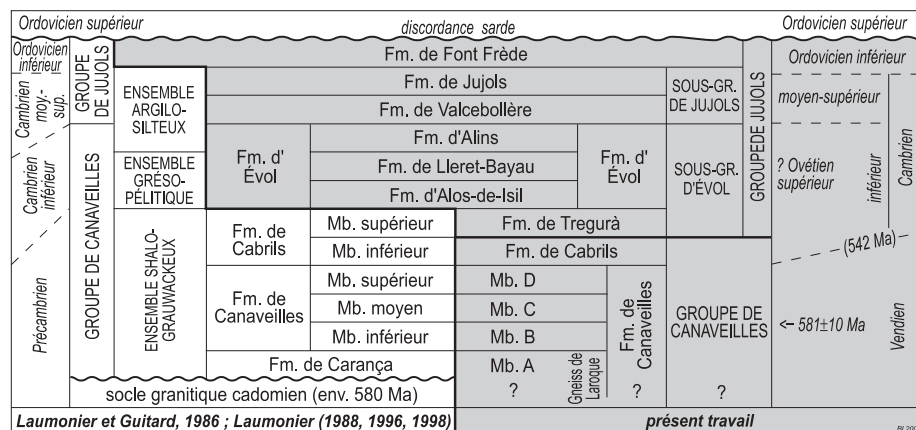 Ordovicien supérieur
discordance sarde
Ordovicien supérieur
Ordovicien
inférieur
Cambrien
moy.-
sup.
Cambrien
inférieur
Précambrien
GROUPE
DE JUJOLS
GROUPE DE CANAVEILLES
ENSEMBLE
ARGILO-
SILTEUX
ENSEMBLE
GRÉSO-
PÉLITIQUE
ENSEMBLE SHALO-
GRAUWACKEUX
Fm. de Font Frède
Fm. de Jujols
Fm. de Valcebollère
Fm. d'
Évol
Fm. d'Alins
Fm. de Lleret-Bayau
Fm. d'Alos-de-Isil
Fm. d'
Évol
Fm. de
Cabrils
Mb. supérieur
Mb. inférieur
Fm. de
Canaveilles
Mb. supérieur
Mb. moyen
Mb. inférieur
Fm. de Carança
socle granitique cadomien (env. 580 Ma)
Fm. de Tregurà
Fm. de Cabrils
Mb. D
Mb. C
Mb. B
Mb. A
?
Gneiss de
Laroque
Fm. de
Canaveilles
?
SOUS-GR.
DE JUJOLS
SOUS-GR.
D'ÉVOL
GROUPE DE JUJOLS
GROUPE DE
CANAVEILLES
?
Ordovicien inférieur
moyen-supérieur
? Ovétien
supérieur
inférieur
Cambrien
(542 Ma)
<- 581±10 Ma
Vendien
Laumonier et Guitard, 1986 ; Laumonier (1988, 1996, 1998)
présent travail